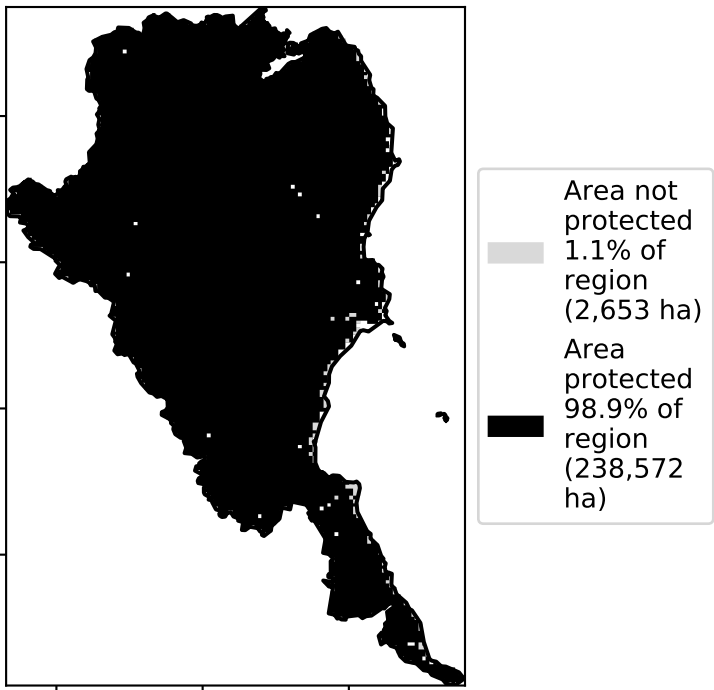 Area not
protected
1.1% of
region
(2,653 ha)
Area
protected
98.9% of
region
(238,572
ha)